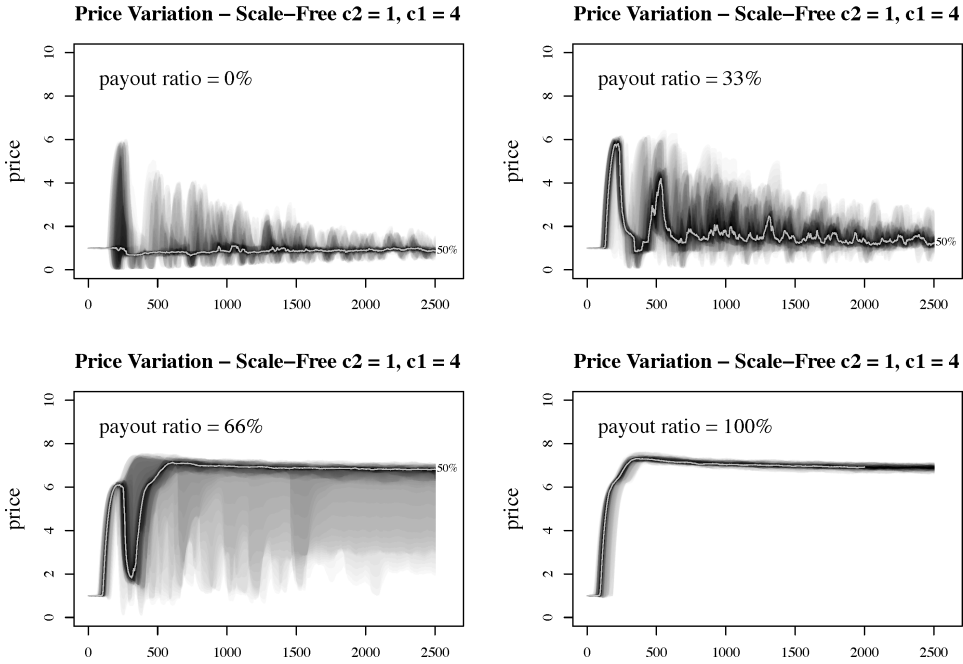 Price Variation – Scale–Free c2 = 1, c1 = 4
payout ratio = 0%
price
10
8
6
4
2
0
50%
0 500 1000 1500 2000 2500
Price Variation – Scale–Free c2 = 1, c1 = 4
payout ratio = 33%
price
10
8
6
4
2
0
50%
0 500 1000 1500 2000 2500
Price Variation – Scale–Free c2 = 1, c1 = 4
payout ratio = 66%
price
10
8
6
4
2
0
50%
0 500 1000 1500 2000 2500
Price Variation – Scale–Free c2 = 1, c1 = 4
payout ratio = 100%
price
10
8
6
4
2
0
0 500 1000 1500 2000 2500